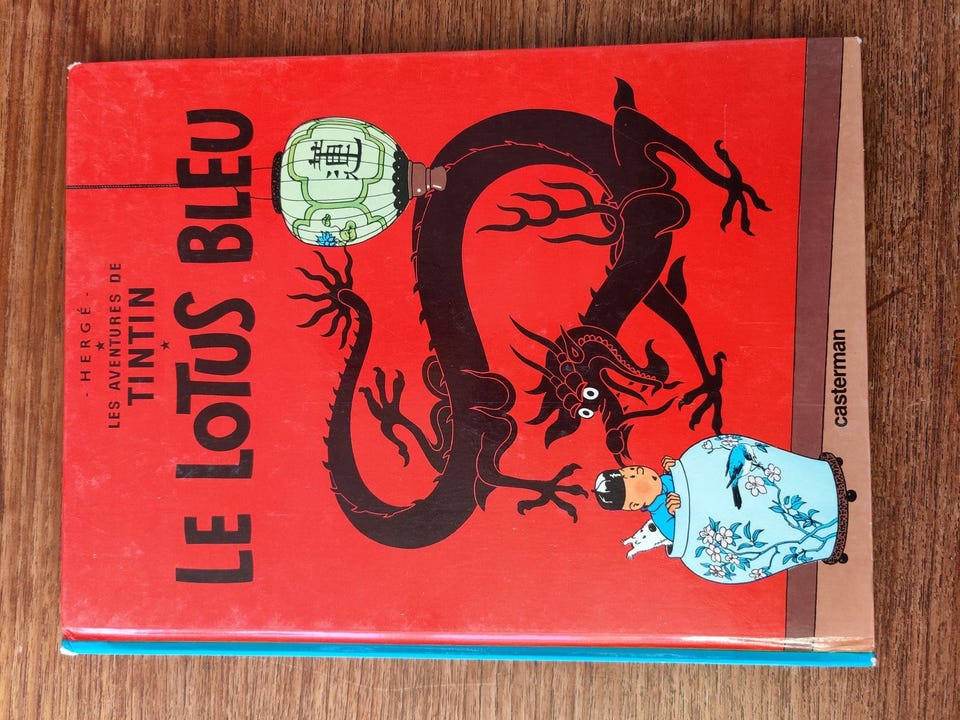 - HERGÉ -
LES AVENTURES DE
TINTIN
LE LOTUS BLEU
蓮
casterman